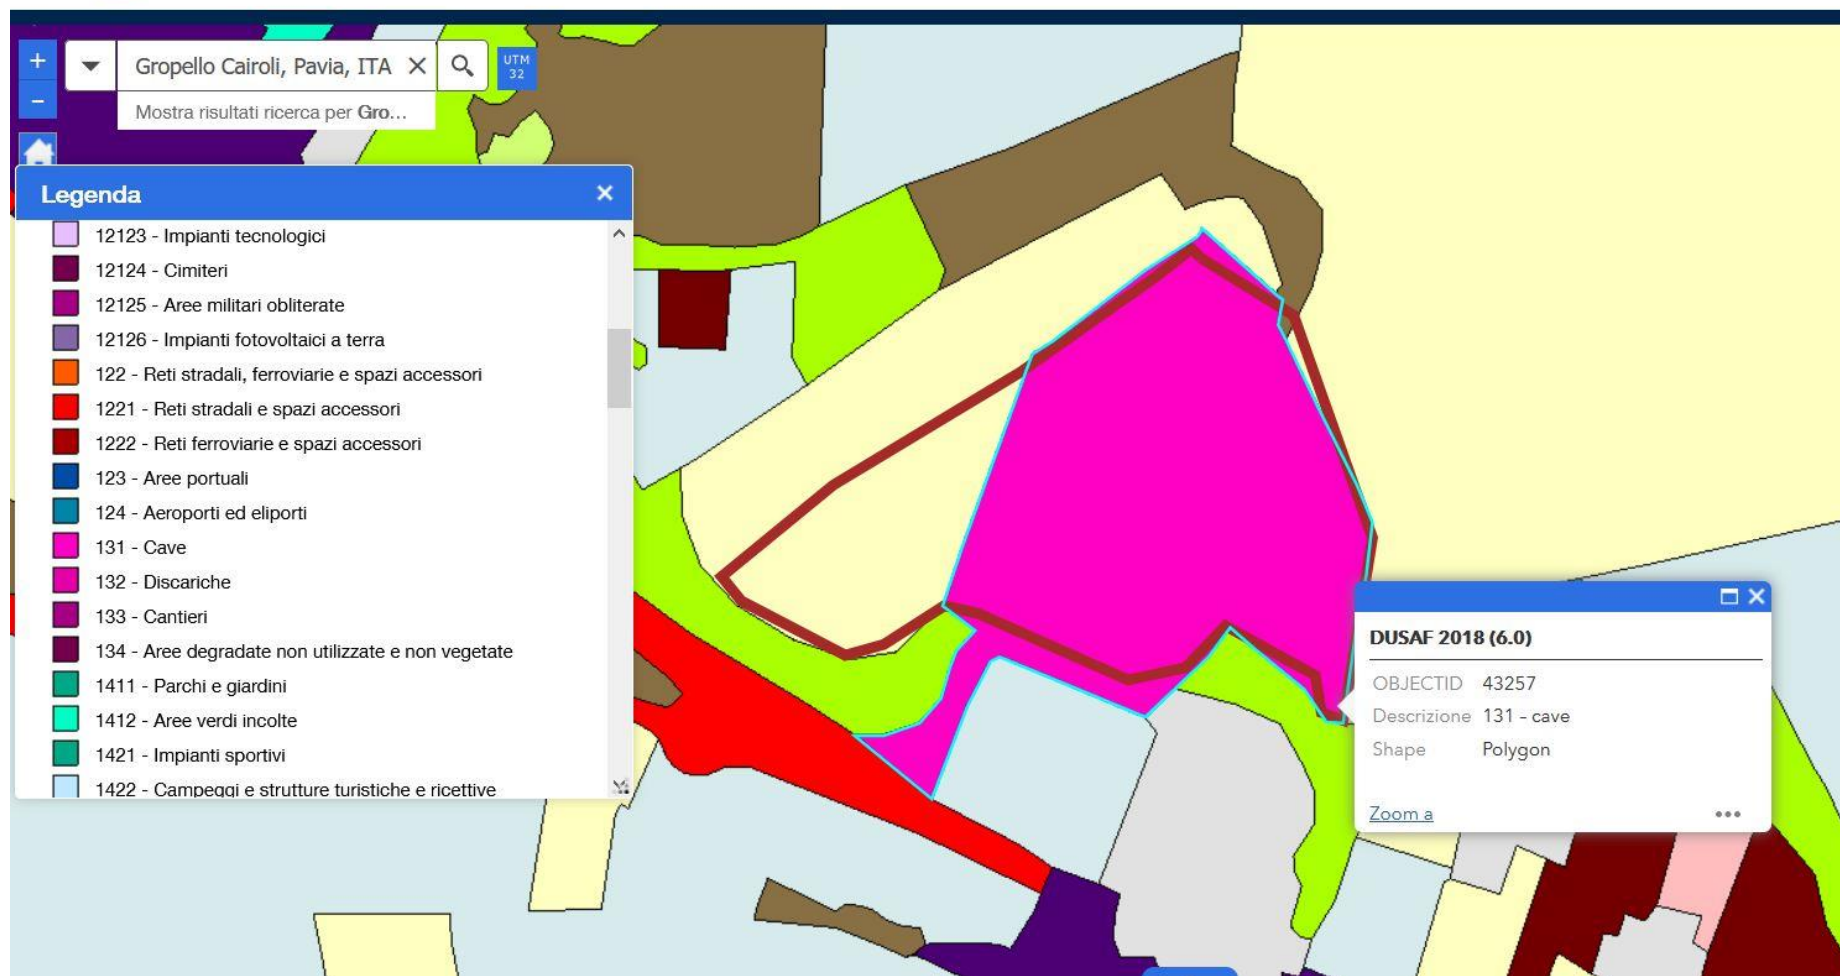 +
Gropello Cairoli, Pavia, ITA
UTM
32
−
Mostra risultati ricerca per Gro...
Legenda
12123 - Impianti tecnologici
12124 - Cimiteri
12125 - Aree militari obliterate
12126 - Impianti fotovoltaici a terra
122 - Reti stradali, ferroviarie e spazi accessori
1221 - Reti stradali e spazi accessori
1222 - Reti ferroviarie e spazi accessori
123 - Aree portuali
124 - Aeroporti ed eliporti
131 - Cave
132 - Discariche
133 - Cantieri
134 - Aree degradate non utilizzate e non vegetate
1411 - Parchi e giardini
1412 - Aree verdi incolte
1421 - Impianti sportivi
1422 - Campeggi e strutture turistiche e ricettive
DUSAF 2018 (6.0)
OBJECTID 43257
Descrizione 131 - cave
Shape Polygon
Zoom a